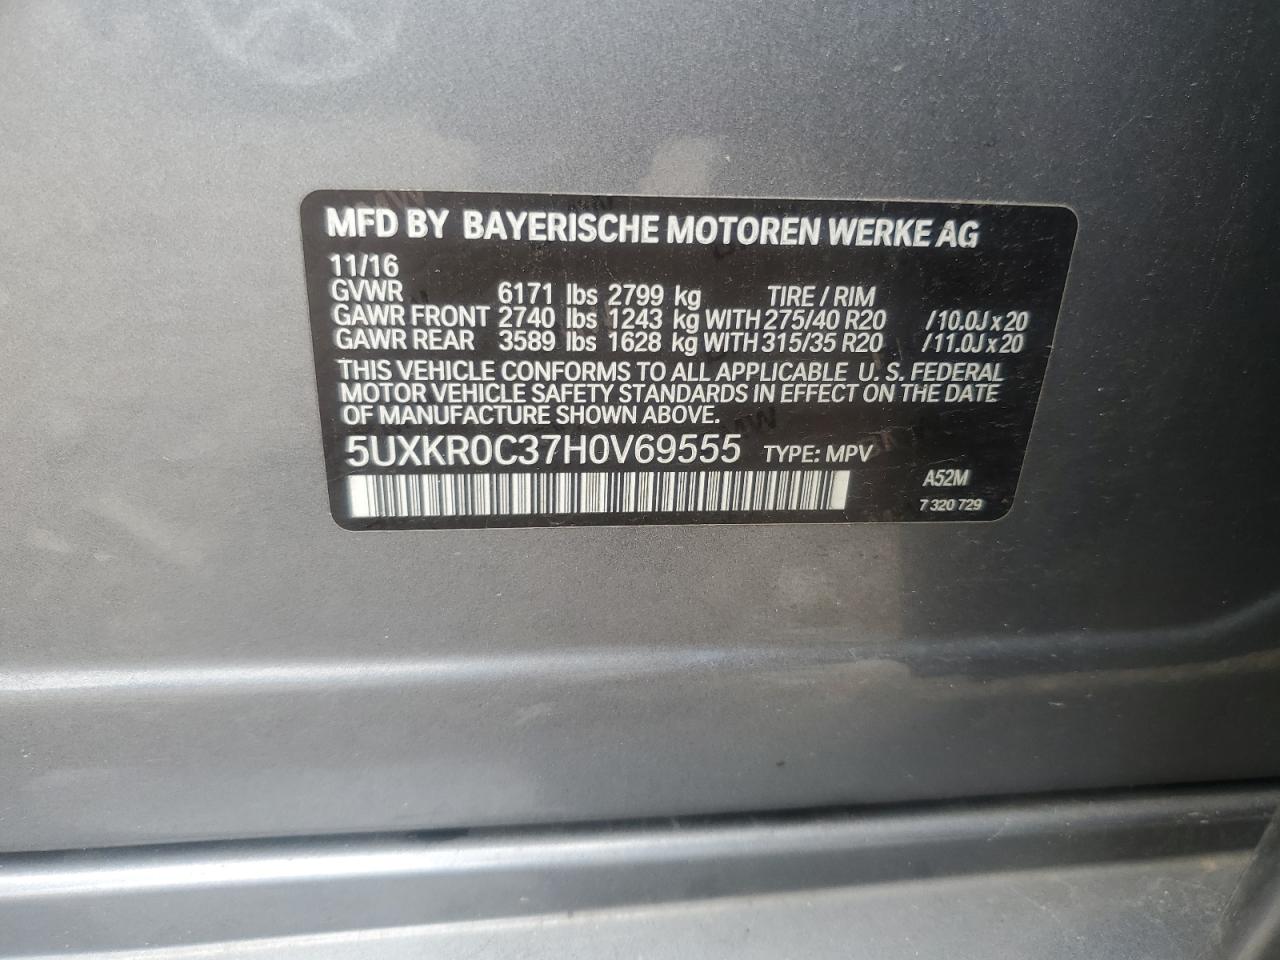 MFD BY BAYERISCHE MOTOREN WERKE AG
11/16
GVWR 6171 lbs 2799 kg TIRE / RIM
GAWR FRONT 2740 lbs 1243 kg WITH 275/40 R20 /10.0J x 20
GAWR REAR 3589 lbs 1628 kg WITH 315/35 R20 /11.0J x 20
THIS VEHICLE CONFORMS TO ALL APPLICABLE U. S. FEDERAL
MOTOR VEHICLE SAFETY STANDARDS IN EFFECT ON THE DATE
OF MANUFACTURE SHOWN ABOVE.
5UXKR0C37H0V69555 TYPE: MPV
A52M
7 320 729